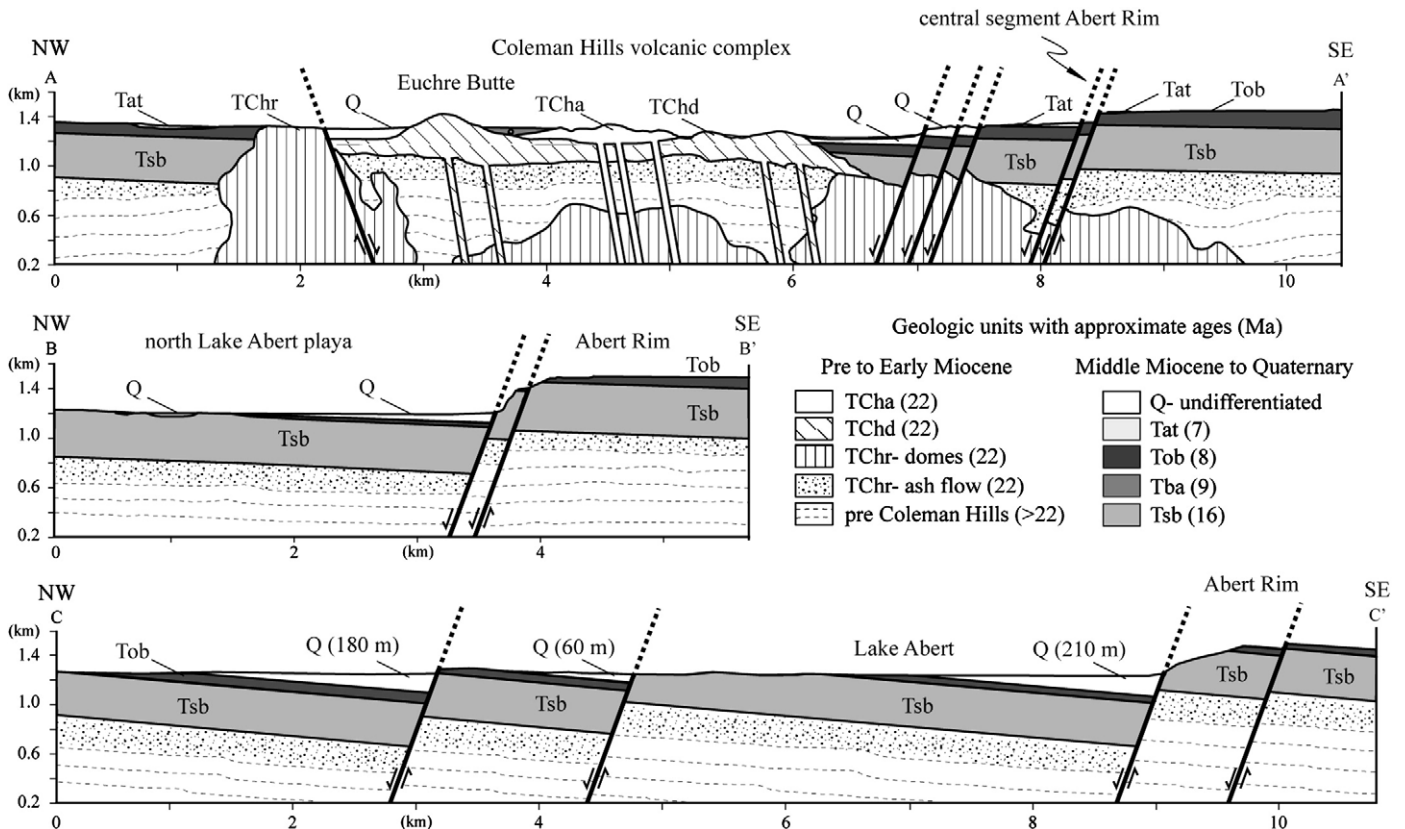 central segment Abert Rim
NW
Coleman Hills volcanic complex
SE
A
Euchre Butte
A'
(km)
Tat
TChr
Q
TCha
TChd
Q
Q
Tat
Tat
Tob
1.4
1.0
0.6
0.2
Tsb
Tsb
Tsb
0 2 (km) 4 6 8 10
NW
north Lake Abert playa
Abert Rim
SE
B
B'
(km)
1.4
1.0
0.6
0.2
Q
Q
Tob
Tsb
Tsb
0 2 (km) 4
Geologic units with approximate ages (Ma)
Pre to Early Miocene
TCha (22)
TChd (22)
TChr- domes (22)
TChr- ash flow (22)
pre Coleman Hills (>22)
Middle Miocene to Quaternary
Q- undifferentiated
Tat (7)
Tob (8)
Tba (9)
Tsb (16)
NW
Abert Rim
SE
C
C'
(km)
1.4
1.0
0.6
0.2
Tob
Q (180 m)
Q (60 m)
Lake Abert
Q (210 m)
Tsb
Tsb
Tsb
Tsb
Tsb
0 2 (km) 4 6 8 10